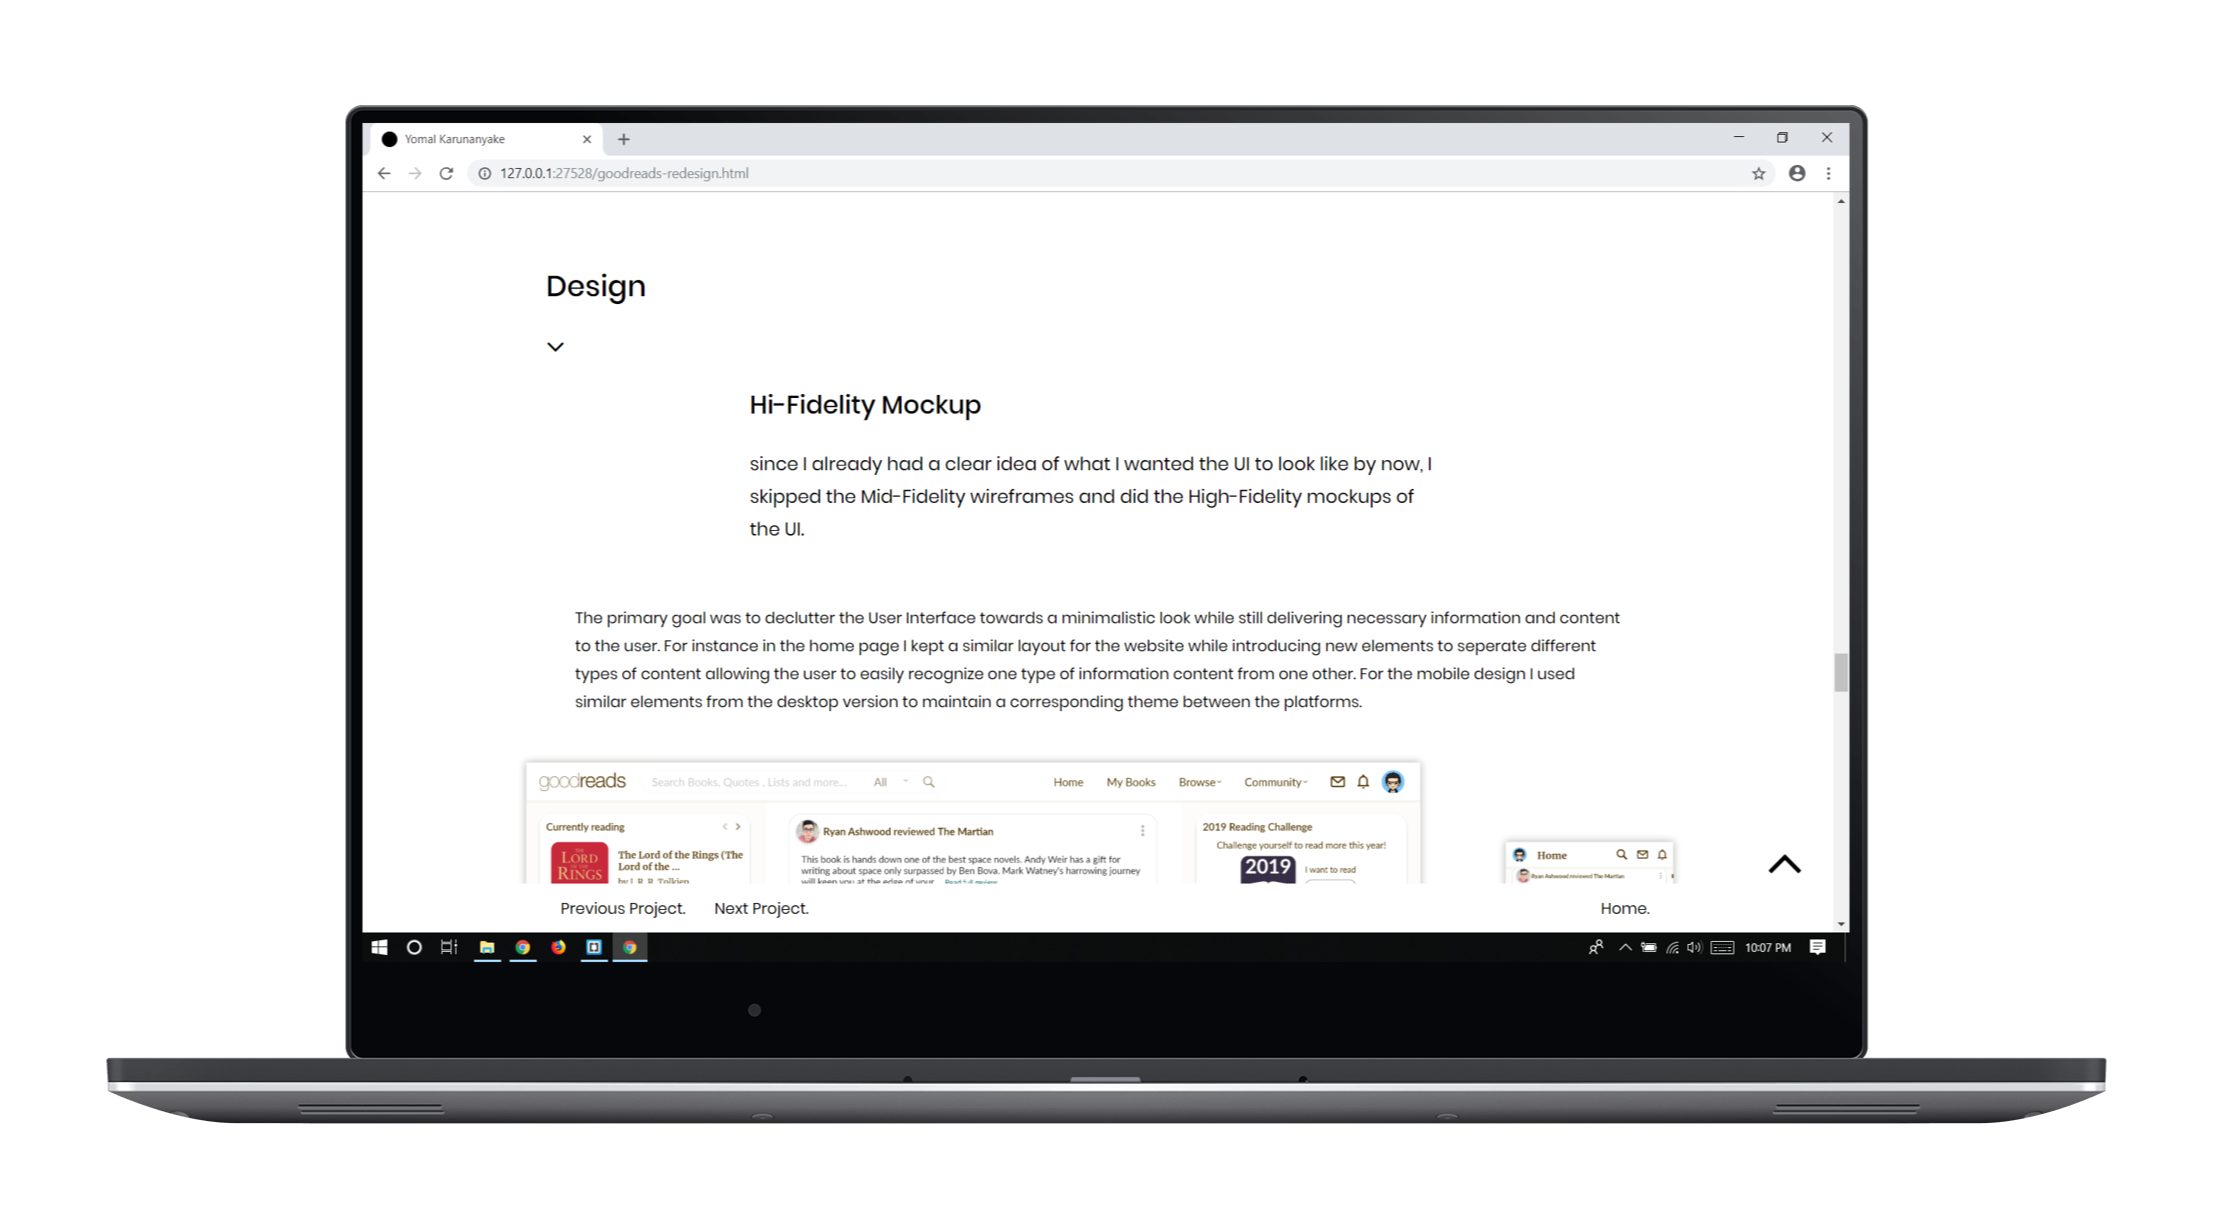 Yomal Karunanyake
127.0.0.1:27528/goodreads-redesign.html
Design
Hi-Fidelity Mockup
since I already had a clear idea of what I wanted the UI to look like by now, I
skipped the Mid-Fidelity wireframes and did the High-Fidelity mockups of
the UI.
The primary goal was to declutter the User Interface towards a minimalistic look while still delivering necessary information and content
to the user. For instance in the home page I kept a similar layout for the website while introducing new elements to seperate different
types of content allowing the user to easily recognize one type of information content from one other. For the mobile design I used
similar elements from the desktop version to maintain a corresponding theme between the platforms.
goodreads Search Books, Quotes , Lists and more... All Home My Books Browse Community
Currently reading
THE
LORD
OF THE
RINGS
The Lord of the Rings (The
Lord of the ...
by J. R. R. Tolkien
Ryan Ashwood reviewed The Martian
This book is hands down one of the best space novels. Andy Weir has a gift for
writing about space only surpassed by Ben Bova. Mark Watney's harrowing journey
will keep you at the edge of your... Read full review
2019 Reading Challenge
Challenge yourself to read more this year!
2019
I want to read
Home
Ryan Ashwood reviewed The Martian
Previous Project. Next Project. Home.
10:07 PM